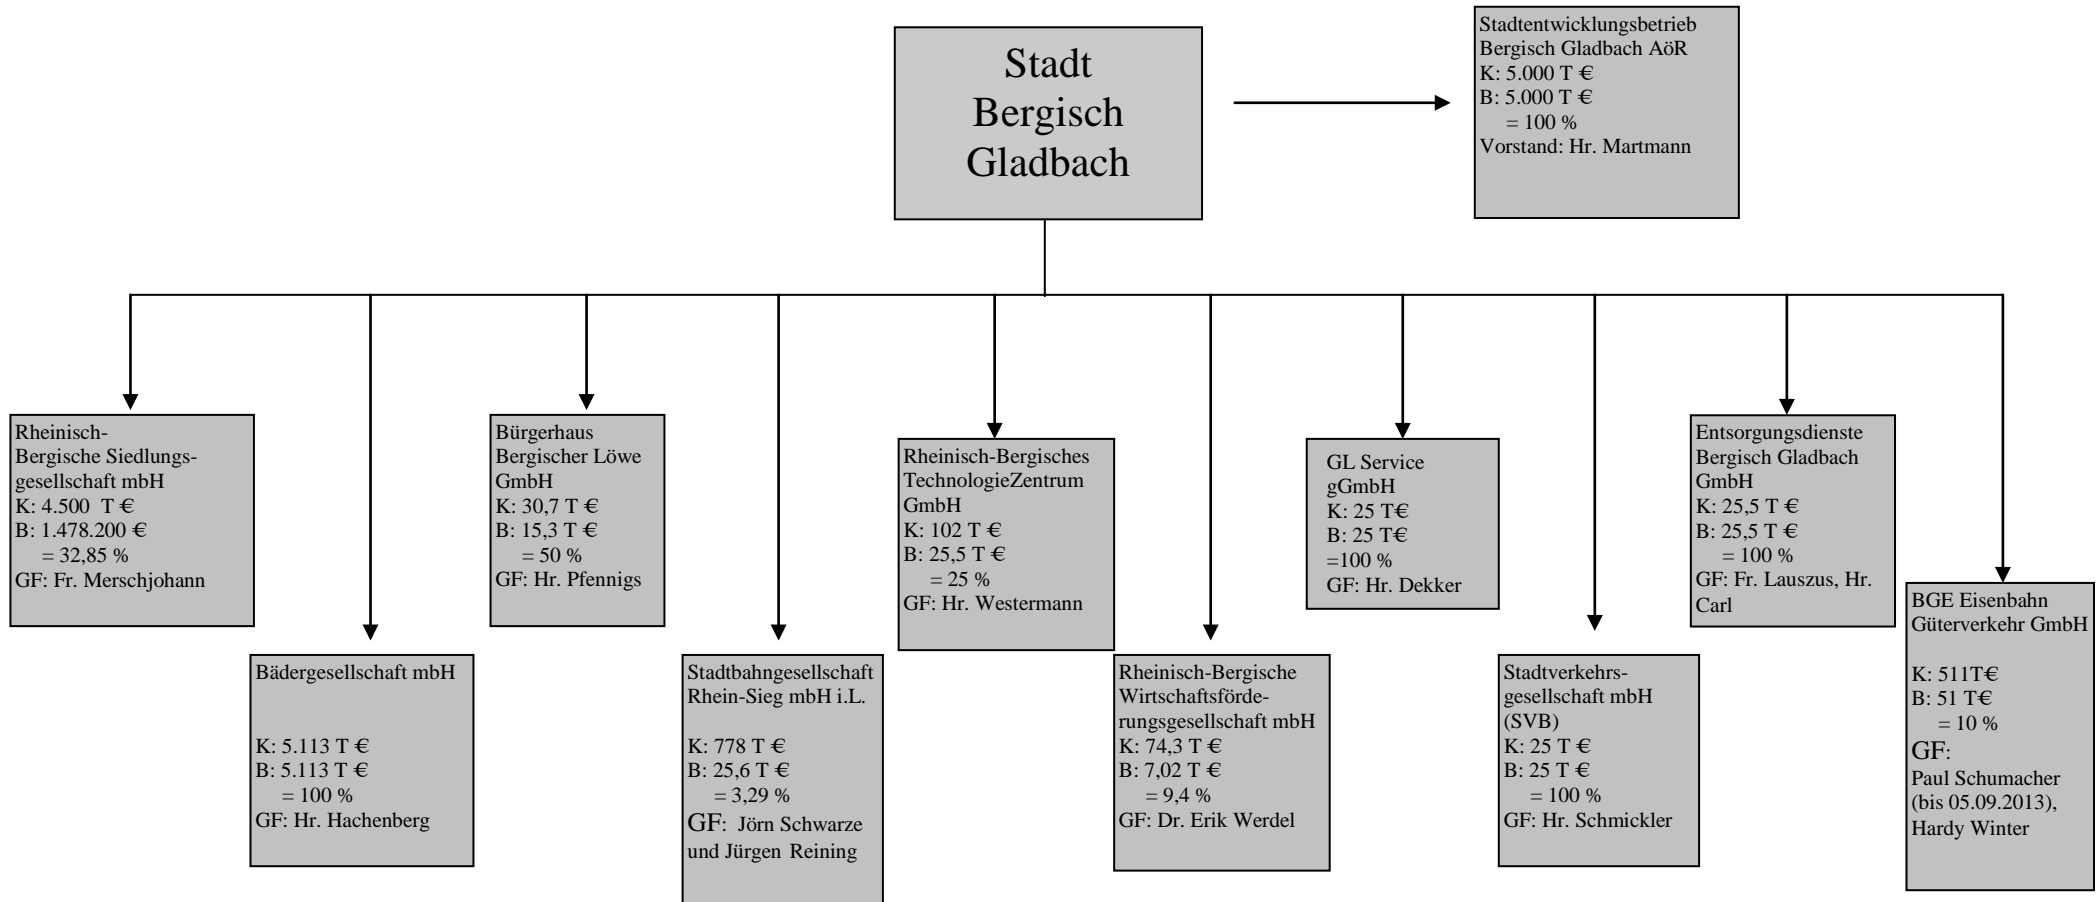 Stadt
Bergisch
Gladbach
Stadtentwicklungsbetrieb
Bergisch Gladbach AöR
K: 5.000 T €
B: 5.000 T €
= 100 %
Vorstand: Hr. Martmann
Rheinisch-
Bergische Siedlungs-
gesellschaft mbH
K: 4.500 T €
B: 1.478.200 €
= 32,85 %
GF: Fr. Merschjohann
Bädergesellschaft mbH
K: 5.113 T €
B: 5.113 T €
= 100 %
GF: Hr. Hachenberg
Bürgerhaus
Bergischer Löwe
GmbH
K: 30,7 T €
B: 15,3 T €
= 50 %
GF: Hr. Pfennigs
Stadtbahngesellschaft
Rhein-Sieg mbH i.L.
K: 778 T €
B: 25,6 T €
= 3,29 %
GF: Jörn Schwarze
und Jürgen Reining
Rheinisch-Bergisches
TechnologieZentrum
GmbH
K: 102 T €
B: 25,5 T €
= 25 %
GF: Hr. Westermann
Rheinisch-Bergische
Wirtschaftsförde-
rungsgesellschaft mbH
K: 74,3 T €
B: 7,02 T €
= 9,4 %
GF: Dr. Erik Werdel
GL Service
gGmbH
K: 25 T€
B: 25 T€
=100 %
GF: Hr. Dekker
Stadtverkehrs-
gesellschaft mbH
(SVB)
K: 25 T €
B: 25 T €
= 100 %
GF: Hr. Schmickler
Entsorgungsdienste
Bergisch Gladbach
GmbH
K: 25,5 T €
B: 25,5 T €
= 100 %
GF: Fr. Lauszus, Hr.
Carl
BGE Eisenbahn
Güterverkehr GmbH
K: 511T€
B: 51 T€
= 10 %
GF:
Paul Schumacher
(bis 05.09.2013),
Hardy Winter